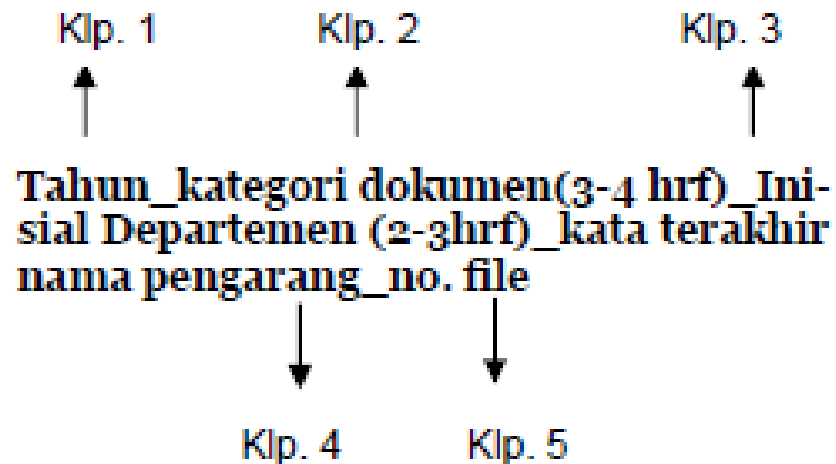 Klp. 1 Klp. 2 Klp. 3
Tahun_kategori dokumen(3-4 hrf)_Ini-
sial Departemen (2-3hrf)_kata terakhir
nama pengarang_no. file
Klp. 4 Klp. 5